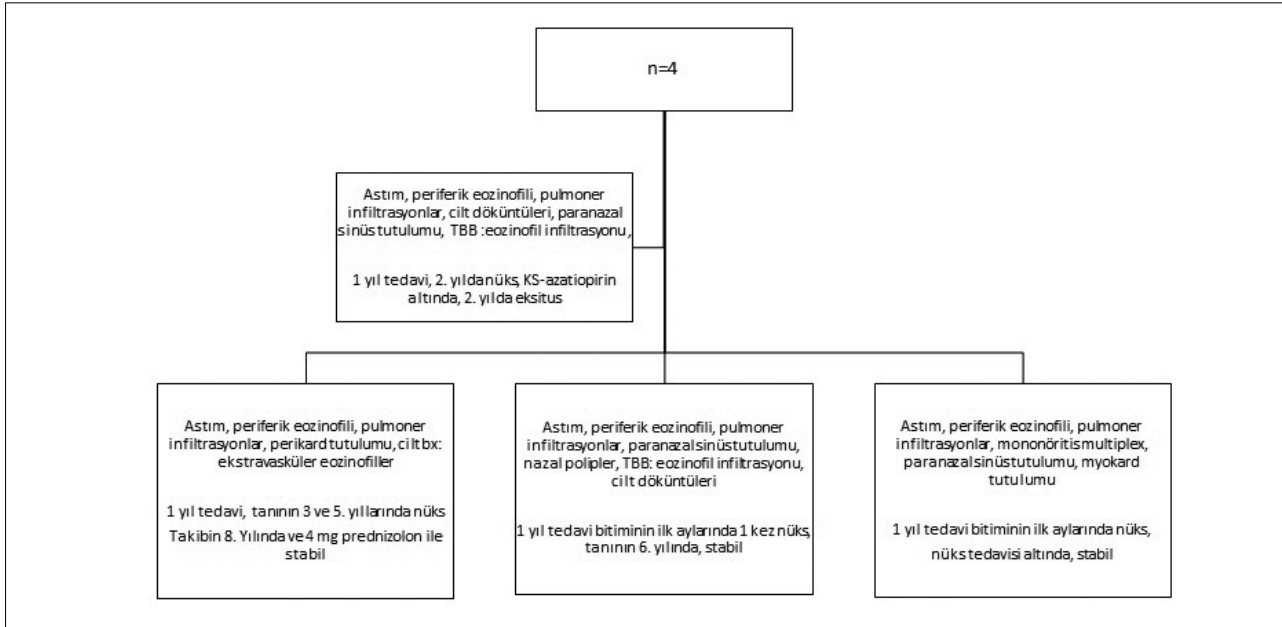 n=4
Astım, periferik eozinofili, pulmoner
infiltrasyonlar, cilt döküntüleri, paranazal
sinüs tutulumu, TBB :eozinofil infiltrasyonu,
1 yıl tedavi, 2. yılda nüks, KS-azatiopirin
altında, 2. yılda eksitus
Astım, periferik eozinofili, pulmoner
infiltrasyonlar, perikard tutulumu, cilt bx:
ekstravasküler eozinofiller
1 yıl tedavi, tanının 3 ve 5. yıllarında nüks
Takibin 8. Yılında ve 4 mg prednizolon ile
stabil
Astım, periferik eozinofili, pulmoner
infiltrasyonlar, paranazal sinüs tutulumu,
nazal polipler, TBB: eozinofil infiltrasyonu,
cilt döküntüleri
1 yıl tedavi bitiminin ilk aylarında 1 kez nüks,
tanının 6. yılında, stabil
Astım, periferik eozinofili, pulmoner
infiltrasyonlar, mononöritis multiplex,
paranazal sinüs tutulumu, myokard
tutulumu
1 yıl tedavi bitiminin ilk aylarında nüks,
nüks tedavisi altında, stabil